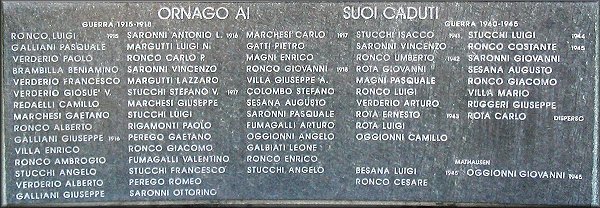 ORNAGO AI SUOI CADUTI
GUERRA 1915-1918
RONCO LUIGI 1915
GALLIANI PASQUALE
VERDERIO PAOLO
BRAMBILLA BENIAMINO
VERDERIO FRANCESCO
VERDERIO GIOSUE' V.
REDAELLI CAMILLO
MARCHESI GAETANO
RONCO ALBERTO
GALLIANI GIUSEPPE 1916
VILLA ENRICO
RONCO AMBROGIO
STUCCHI ANGELO
VERDERIO ALBERTO
GALLIANI GIUSEPPE
SARONNI ANTONIO L. 1916
MARGUTTI LUIGI N.
RONCO CARLO P.
SARONNI VINCENZO
MARGUTTI LAZZARO
STUCCHI STEFANO V. 1917
MARCHESI GIUSEPPE
STUCCHI LUIGI
RIGAMONTI PAOLO
PEREGO GAETANO
RONCO GIACOMO
FUMAGALLI VALENTINO
STUCCHI FRANCESCO
PEREGO ROMEO
SARONNI OTTORINO
MARCHESI CARLO 1917
GATTI PIETRO
MAGNI ENRICO
RONCO GIOVANNI 1918
VILLA GIUSEPPE A.
COLOMBO STEFANO
SESANA AUGUSTO
SARONNI PASQUALE
FUMAGALLI ARTURO
OGGIONNI ANGELO
GALBIATI LEONE
RONCO ENRICO
STUCCHI ANGELO
GUERRA 1940-1945
STUCCHI ISACCO 1941
SARONNI VINCENZO
RONCO UMBERTO 1942
ROTA GIOVANNI
MAGNI PASQUALE
RONCO LUIGI
VERDERIO ARTURO
ROTA ERNESTO 1943
ROTA LUIGI
OGGIONNI CAMILLO
BESANA LUIGI 1945
RONCO CESARE
STUCCHI LUIGI 1944
RONCO COSTANTE 1945
SARONNI GIOVANNI
SESANA AUGUSTO
RONCO GIACOMO
VILLA MARIO
RUGGERI GIUSEPPE
ROTA CARLO DISPERSO
MATHAUSEN
OGGIONNI GIOVANNI 1945